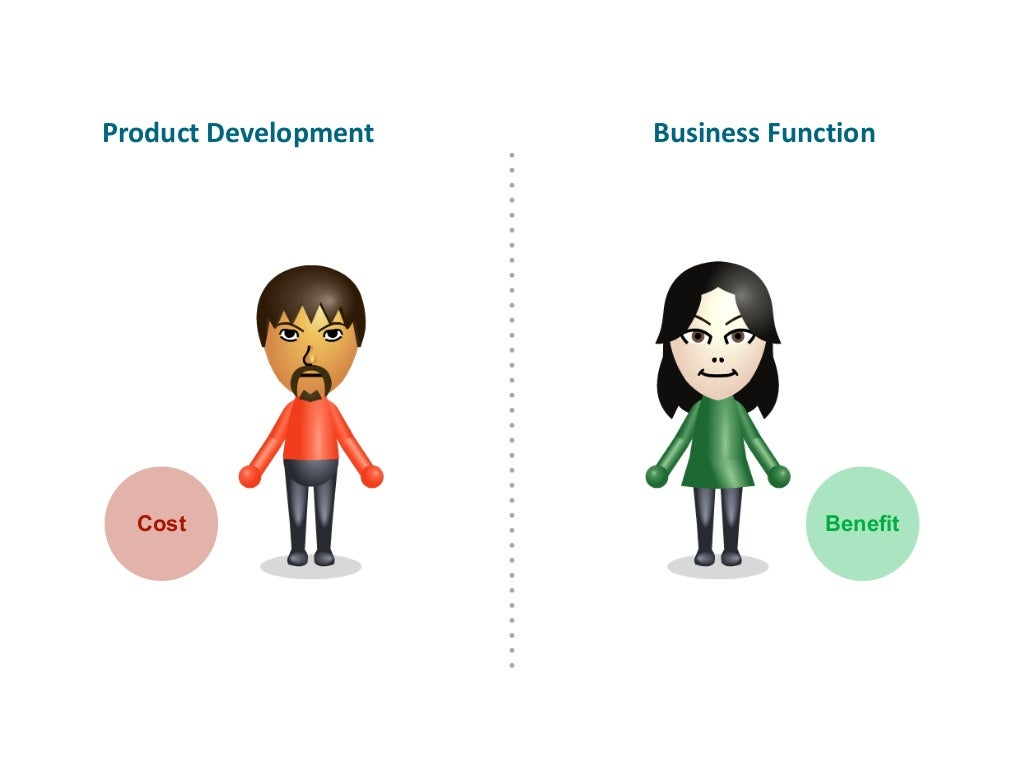 Product Development
Business Function
Cost
Benefit